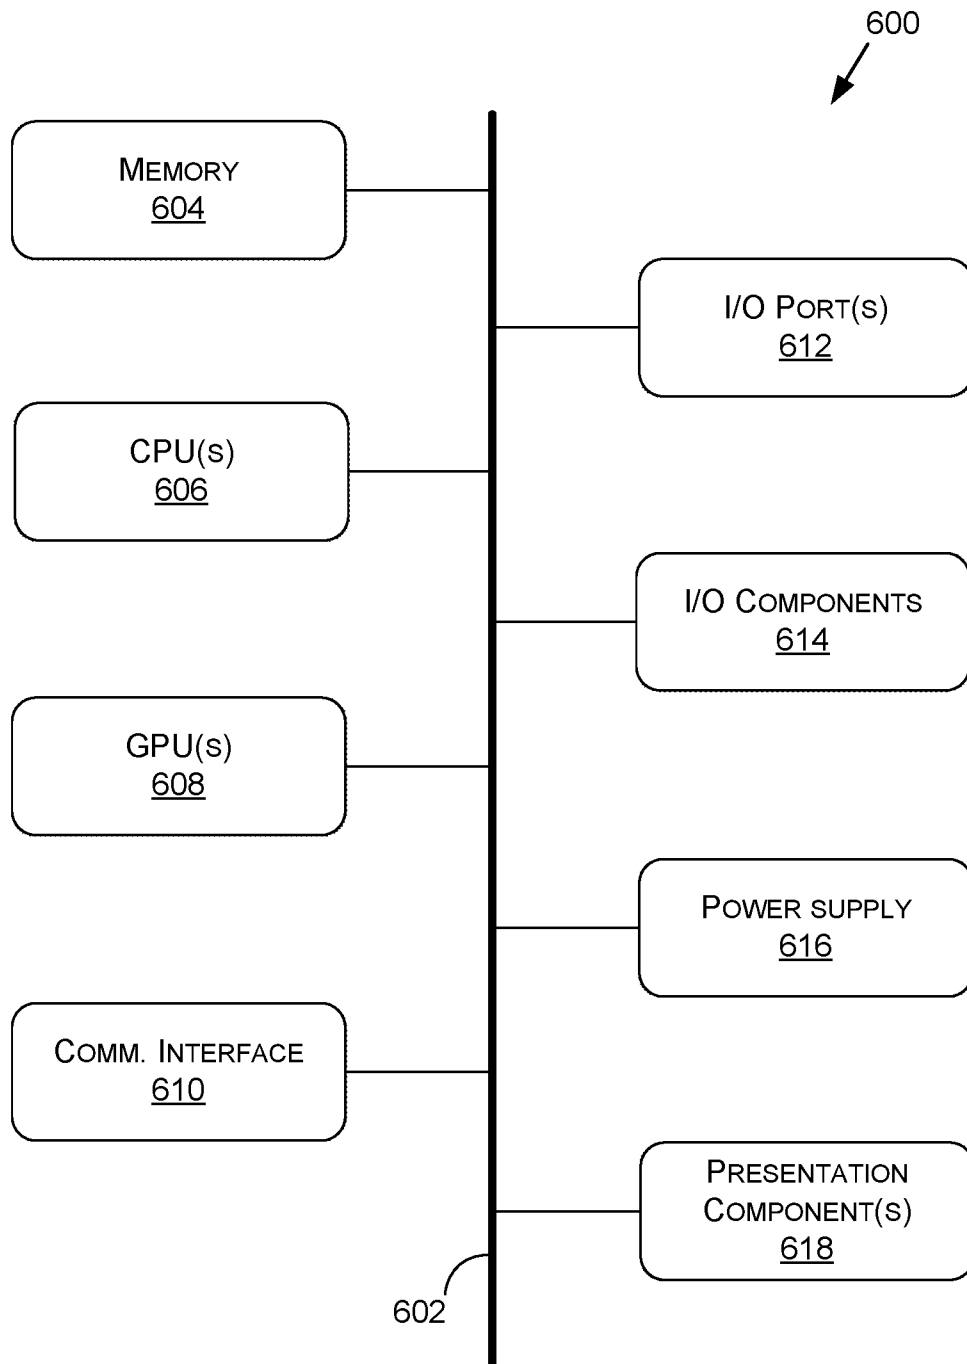 600
MEMORY
604
I/O PORT(S)
612
CPU(S)
606
I/O COMPONENTS
614
GPU(S)
608
POWER SUPPLY
616
COMM. INTERFACE
610
PRESENTATION
COMPONENT(S)
618
602